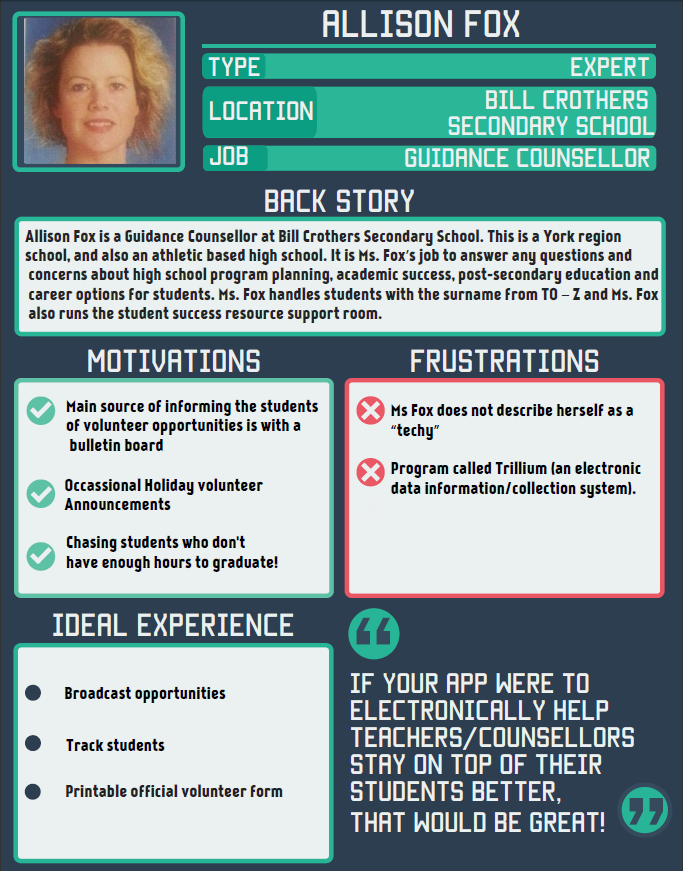 ALLISON FOX
TYPE EXPERT
LOCATION BILL CROTHERS
SECONDARY SCHOOL
JOB GUIDANCE COUNSELLOR
BACK STORY
Allison Fox is a Guidance Counsellor at Bill Crothers Secondary School. This is a York region
school, and also an athletic based high school. It is Ms. Fox's job to answer any questions and
concerns about high school program planning, academic success, post-secondary education and
career options for students. Ms. Fox handles students with the surname from TO – Z and Ms. Fox
also runs the student success resource support room.
MOTIVATIONS
Main source of informing the students
of volunteer opportunities is with a
bulletin board
Occassional Holiday volunteer
Announcements
Chasing students who don't
have enough hours to graduate!
FRUSTRATIONS
Ms Fox does not describe herself as a
“techy”
Program called Trillium (an electronic
data information/collection system).
IDEAL EXPERIENCE
Broadcast opportunities
Track students
Printable official volunteer form
“
IF YOUR APP WERE TO
ELECTRONICALLY HELP
TEACHERS/COUNSELLORS
STAY ON TOP OF THEIR
STUDENTS BETTER,
THAT WOULD BE GREAT!
”